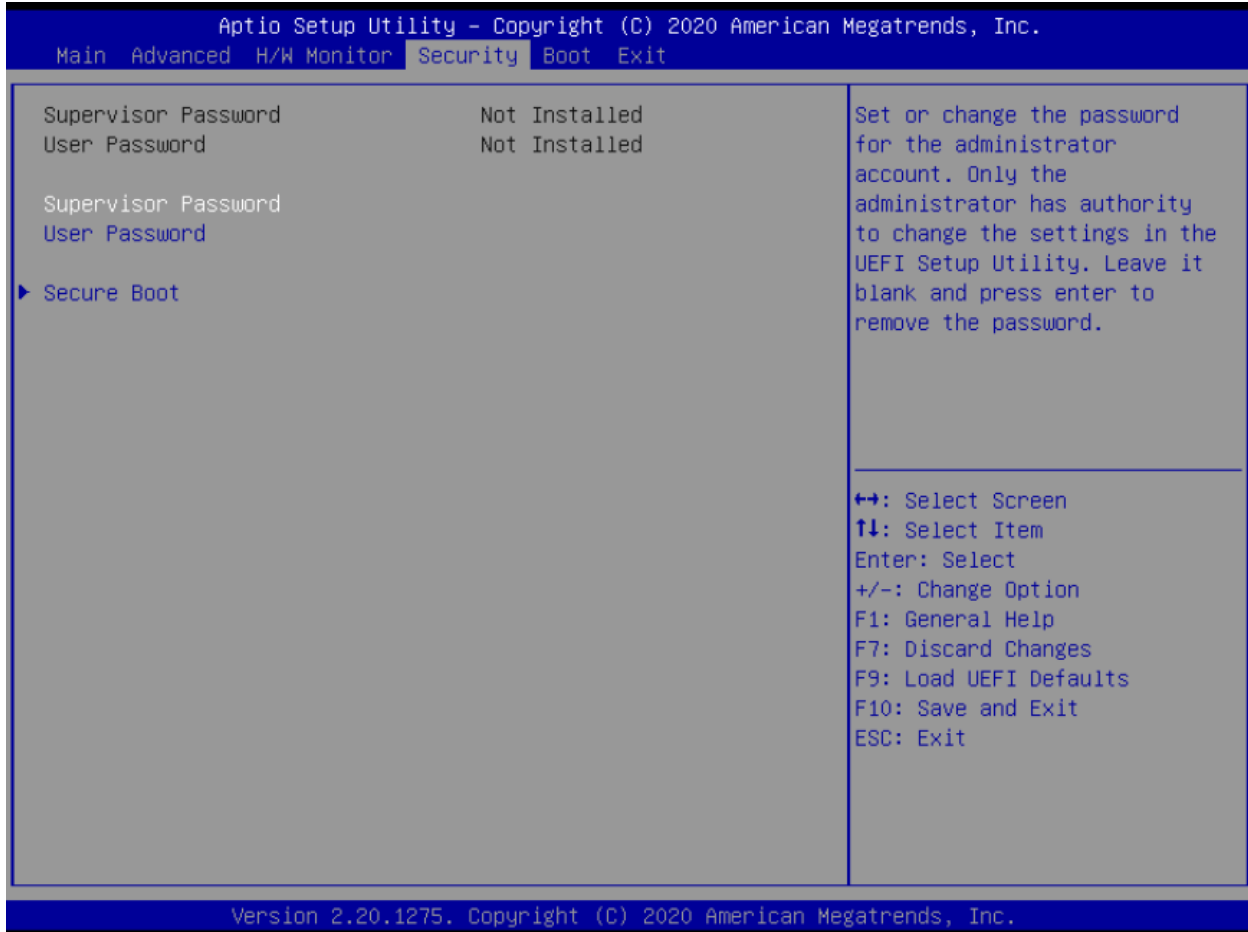 Aptio Setup Utility – Copyright (C) 2020 American Megatrends, Inc.
Main Advanced H/W Monitor Security Boot Exit
Supervisor Password Not Installed
User Password Not Installed
Supervisor Password
User Password
Secure Boot
Set or change the password
for the administrator
account. Only the
administrator has authority
to change the settings in the
UEFI Setup Utility. Leave it
blank and press enter to
remove the password.
↔: Select Screen
↑↓: Select Item
Enter: Select
+/-: Change Option
F1: General Help
F7: Discard Changes
F9: Load UEFI Defaults
F10: Save and Exit
ESC: Exit
Version 2.20.1275. Copyright (C) 2020 American Megatrends, Inc.